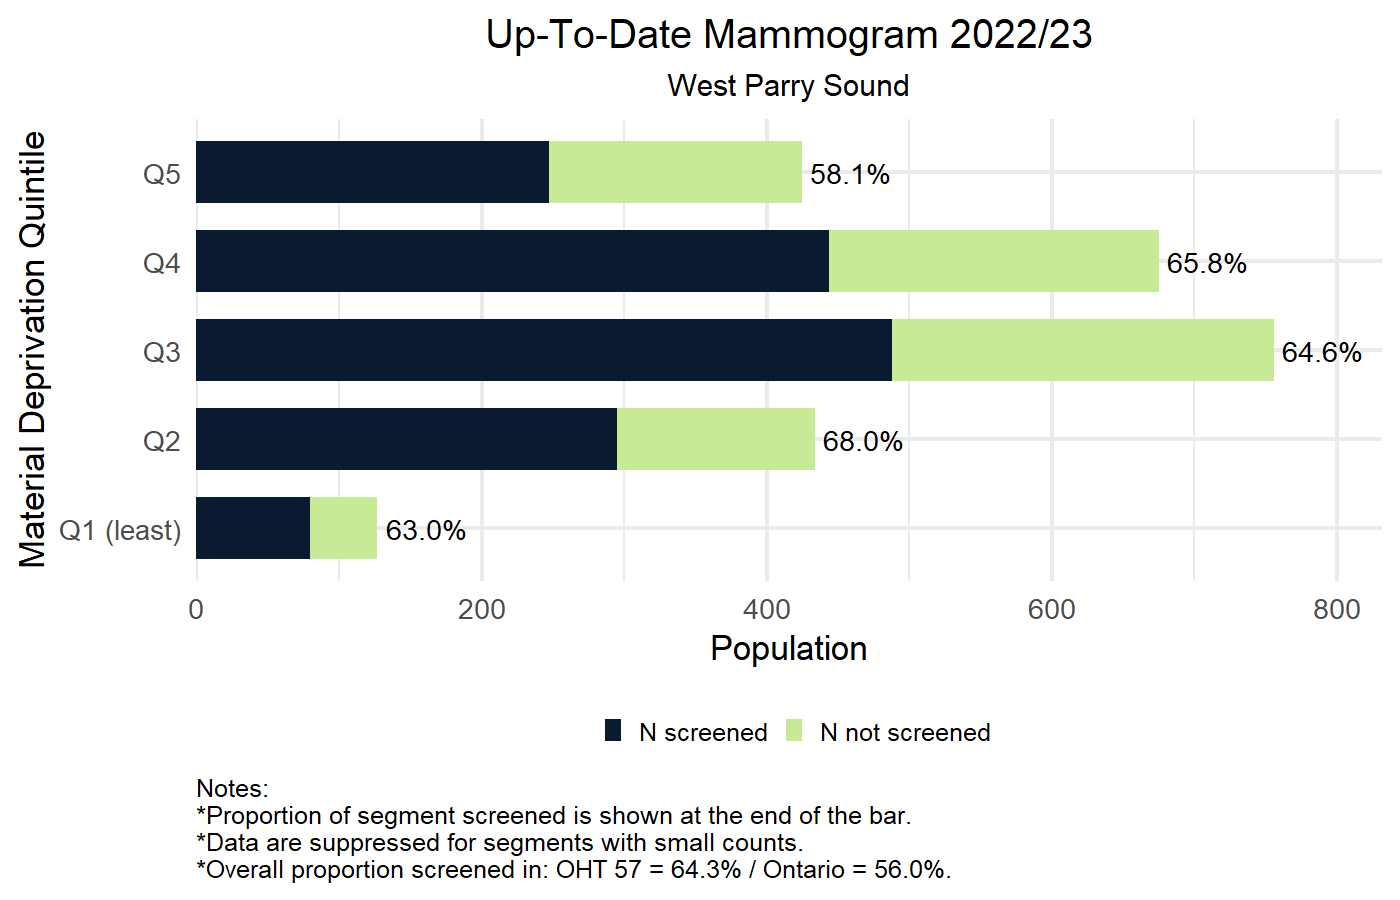 Up-To-Date Mammogram 2022/23
West Parry Sound
Material Deprivation Quintile
Q5
58.1%
Q4
65.8%
Q3
64.6%
Q2
68.0%
Q1 (least)
63.0%
0 200 400 600 800
Population
N screened N not screened
Notes:
*Proportion of segment screened is shown at the end of the bar.
*Data are suppressed for segments with small counts.
*Overall proportion screened in: OHT 57 = 64.3% / Ontario = 56.0%.